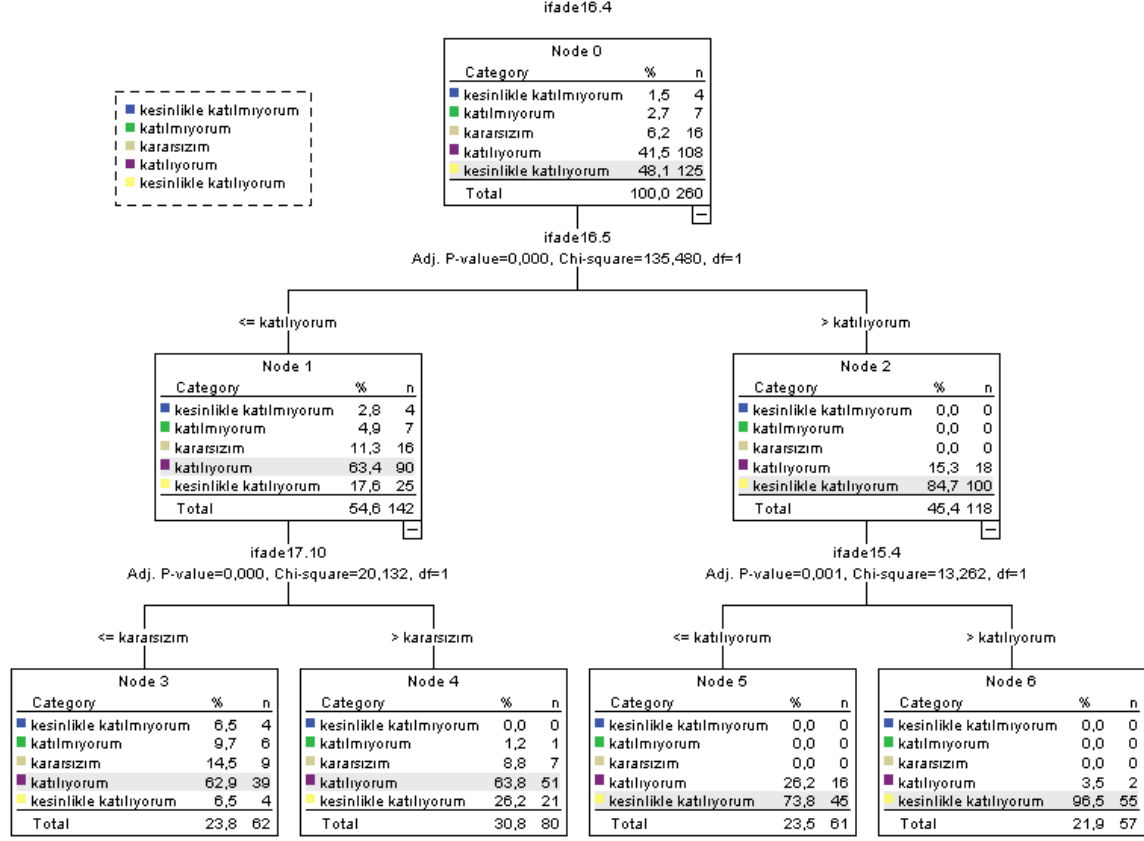 ifade16.4
Node 0
Category % n
kesinlikle katılmıyorum 1,5 4
katılmıyorum 2,7 7
kararsızım 6,2 16
katılıyorum 41,5 108
kesinlikle katılıyorum 48,1 125
Total 100,0 260
kesinlikle katılmıyorum
katılmıyorum
kararsızım
katılıyorum
kesinlikle katılıyorum
ifade16.5
Adj. P-value=0,000, Chi-square=135,480, df=1
<= katılıyorum
> katılıyorum
Node 1
Category % n
kesinlikle katılmıyorum 2,8 4
katılmıyorum 4,9 7
kararsızım 11,3 16
katılıyorum 63,4 90
kesinlikle katılıyorum 17,6 25
Total 54,6 142
Node 2
Category % n
kesinlikle katılmıyorum 0,0 0
katılmıyorum 0,0 0
kararsızım 0,0 0
katılıyorum 15,3 18
kesinlikle katılıyorum 84,7 100
Total 45,4 118
ifade17.10
Adj. P-value=0,000, Chi-square=20,132, df=1
ifade15.4
Adj. P-value=0,001, Chi-square=13,262, df=1
<= kararsızım
> kararsızım
<= katılıyorum
> katılıyorum
Node 3
Category % n
kesinlikle katılmıyorum 6,5 4
katılmıyorum 9,7 6
kararsızım 14,5 9
katılıyorum 62,9 39
kesinlikle katılıyorum 6,5 4
Total 23,8 62
Node 4
Category % n
kesinlikle katılmıyorum 0,0 0
katılmıyorum 1,2 1
kararsızım 8,8 7
katılıyorum 63,8 51
kesinlikle katılıyorum 26,2 21
Total 30,8 80
Node 5
Category % n
kesinlikle katılmıyorum 0,0 0
katılmıyorum 0,0 0
kararsızım 0,0 0
katılıyorum 26,2 16
kesinlikle katılıyorum 73,8 45
Total 23,5 61
Node 6
Category % n
kesinlikle katılmıyorum 0,0 0
katılmıyorum 0,0 0
kararsızım 0,0 0
katılıyorum 3,5 2
kesinlikle katılıyorum 96,5 55
Total 21,9 57